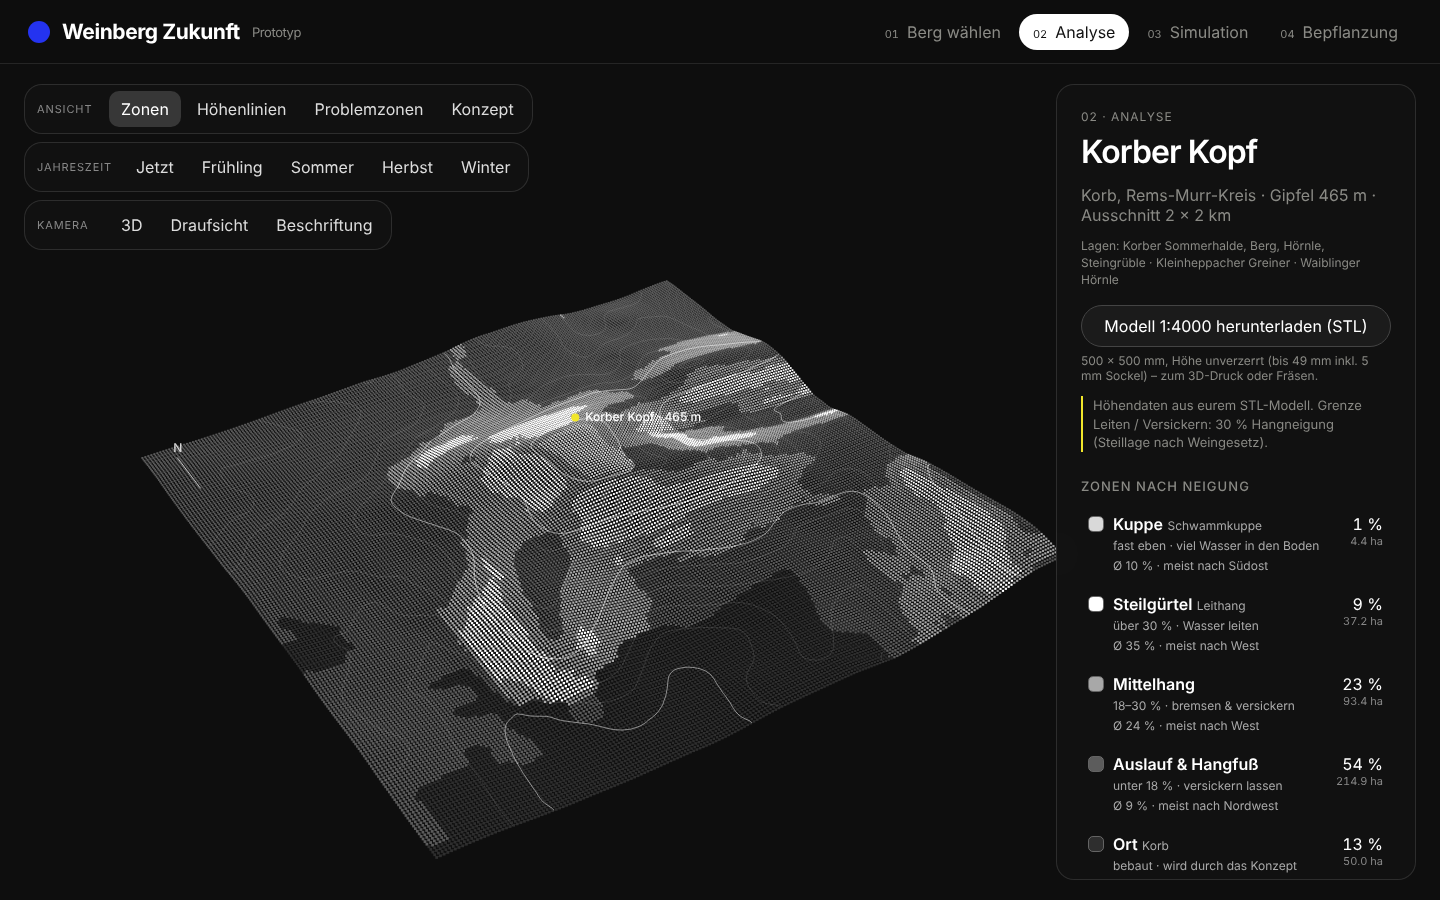 Weinberg Zukunft Prototyp
01 Berg wählen 02 Analyse 03 Simulation 04 Bepflanzung
ANSICHT Zonen Höhenlinien Problemzonen Konzept
JAHRESZEIT Jetzt Frühling Sommer Herbst Winter
KAMERA 3D Draufsicht Beschriftung
N
Korber Kopf · 465 m
02 · ANALYSE
Korber Kopf
Korb, Rems-Murr-Kreis · Gipfel 465 m ·
Ausschnitt 2 × 2 km
Lagen: Korber Sommerhalde, Berg, Hörnle,
Steingrüble · Kleinheppacher Greiner · Waiblinger
Hörnle
Modell 1:4000 herunterladen (STL)
500 × 500 mm, Höhe unverzerrt (bis 49 mm inkl. 5
mm Sockel) – zum 3D-Druck oder Fräsen.
Höhendaten aus eurem STL-Modell. Grenze
Leiten / Versickern: 30 % Hangneigung
(Steillage nach Weingesetz).
ZONEN NACH NEIGUNG
Kuppe Schwammkuppe 1 %
fast eben · viel Wasser in den Boden 4.4 ha
Ø 10 % · meist nach Südost
Steilgürtel Leithang 9 %
über 30 % · Wasser leiten 37.2 ha
Ø 35 % · meist nach West
Mittelhang 23 %
18–30 % · bremsen & versickern 93.4 ha
Ø 24 % · meist nach West
Auslauf & Hangfuß 54 %
unter 18 % · versickern lassen 214.9 ha
Ø 9 % · meist nach Nordwest
Ort Korb 13 %
bebaut · wird durch das Konzept 50.0 ha